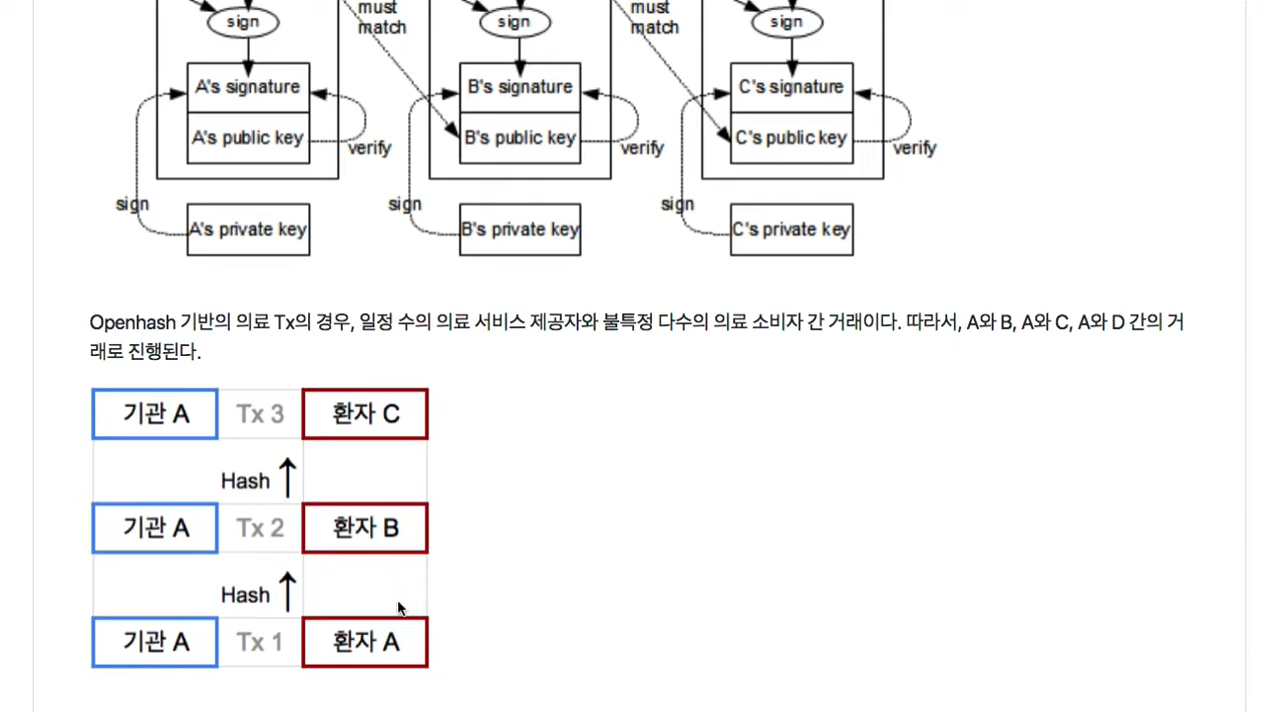 must
must
sign
sign
sign
match
match
A's signature
B's signature
C's signature
A's public key
B's public key
C's public key
verify
verify
verify
sign
sign
sign
A's private key
B's private key
C's private key
Openhash 기반의 의료 Tx의 경우, 일정 수의 의료 서비스 제공자와 불특정 다수의 의료 소비자 간 거래이다. 따라서, A와 B, A와 C, A와 D 간의 거
래로 진행된다.
기관 A Tx 3 환자 C
Hash
기관 A Tx 2 환자 B
Hash
기관 A Tx 1 환자 A